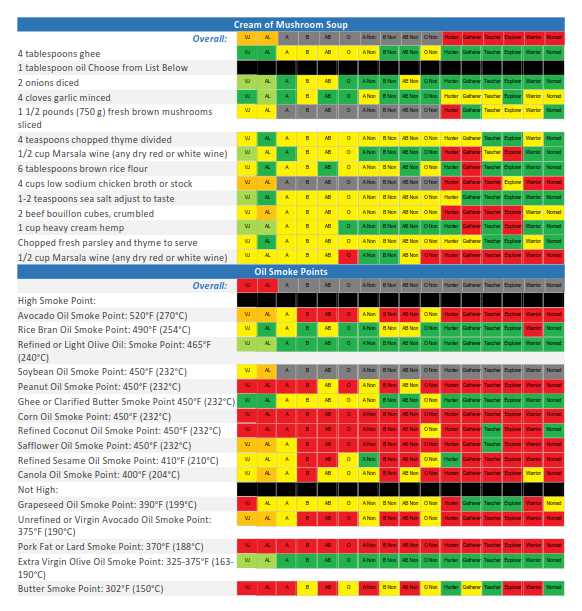 Cream of Mushroom Soup
Overall: AL A B AB O A Non B Non AB Non O Non Hunter Gatherer Teacher Explorer Warrior Nomad
4 tablespoons ghee AL A B AB O A Non B Non AB Non O Non Hunter Gatherer Teacher Explorer Warrior Nomad
1 tablespoon oil Choose from List Below
2 onions diced AL A B AB O A Non B Non AB Non O Non Hunter Gatherer Teacher Explorer Warrior Nomad
4 cloves garlic minced AL A B AB O A Non B Non AB Non O Non Hunter Gatherer Teacher Explorer Warrior Nomad
1 1/2 pounds (750 g) fresh brown mushrooms AL A B AB O A Non B Non AB Non O Non Hunter Gatherer Teacher Explorer Warrior Nomad
sliced
4 teaspoons chopped thyme divided AL A B AB O A Non B Non AB Non O Non Hunter Gatherer Teacher Explorer Warrior Nomad
1/2 cup Marsala wine (any dry red or white wine) AL A B AB O A Non B Non AB Non O Non Hunter Gatherer Teacher Explorer Warrior Nomad
6 tablespoons brown rice flour AL A B AB O A Non B Non AB Non O Non Hunter Gatherer Teacher Explorer Warrior Nomad
4 cups low sodium chicken broth or stock AL A B AB O A Non B Non AB Non O Non Hunter Gatherer Teacher Explorer Warrior Nomad
1-2 teaspoons sea salt adjust to taste AL A B AB O A Non B Non AB Non O Non Hunter Gatherer Teacher Explorer Warrior Nomad
2 beef bouillon cubes, crumbled AL A B AB O A Non B Non AB Non O Non Hunter Gatherer Teacher Explorer Warrior Nomad
1 cup heavy cream hemp AL A B AB O A Non B Non AB Non O Non Hunter Gatherer Teacher Explorer Warrior Nomad
Chopped fresh parsley and thyme to serve AL A B AB O A Non B Non AB Non O Non Hunter Gatherer Teacher Explorer Warrior Nomad
1/2 cup Marsala wine (any dry red or white wine) AL A B AB O A Non B Non AB Non O Non Hunter Gatherer Teacher Explorer Warrior Nomad
Oil Smoke Points
Overall: AL A B AB O A Non B Non AB Non O Non Hunter Gatherer Teacher Explorer Warrior Nomad
High Smoke Point:
Avocado Oil Smoke Point: 520°F (270°C) AL A B AB O A Non B Non AB Non O Non Hunter Gatherer Teacher Explorer Warrior Nomad
Rice Bran Oil Smoke Point: 490°F (254°C) AL A B AB O A Non B Non AB Non O Non Hunter Gatherer Teacher Explorer Warrior Nomad
Refined or Light Olive Oil: Smoke Point: 465°F AL A B AB O A Non B Non AB Non O Non Hunter Gatherer Teacher Explorer Warrior Nomad
(240°C)
Soybean Oil Smoke Point: 450°F (232°C) AL A B AB O A Non B Non AB Non O Non Hunter Gatherer Teacher Explorer Warrior Nomad
Peanut Oil Smoke Point: 450°F (232°C) AL A B AB O A Non B Non AB Non O Non Hunter Gatherer Teacher Explorer Warrior Nomad
Ghee or Clarified Butter Smoke Point 450°F (232°C) AL A B AB O A Non B Non AB Non O Non Hunter Gatherer Teacher Explorer Warrior Nomad
Corn Oil Smoke Point: 450°F (232°C) AL A B AB O A Non B Non AB Non O Non Hunter Gatherer Teacher Explorer Warrior Nomad
Refined Coconut Oil Smoke Point: 450°F (232°C) AL A B AB O A Non B Non AB Non O Non Hunter Gatherer Teacher Explorer Warrior Nomad
Safflower Oil Smoke Point: 450°F (232°C) AL A B AB O A Non B Non AB Non O Non Hunter Gatherer Teacher Explorer Warrior Nomad
Refined Sesame Oil Smoke Point: 410°F (210°C) AL A B AB O A Non B Non AB Non O Non Hunter Gatherer Teacher Explorer Warrior Nomad
Canola Oil Smoke Point: 400°F (204°C) AL A B AB O A Non B Non AB Non O Non Hunter Gatherer Teacher Explorer Warrior Nomad
Not High:
Grapeseed Oil Smoke Point: 390°F (199°C) AL A B AB O A Non B Non AB Non O Non Hunter Gatherer Teacher Explorer Warrior Nomad
Unrefined or Virgin Avocado Oil Smoke Point: AL A B AB O A Non B Non AB Non O Non Hunter Gatherer Teacher Explorer Warrior Nomad
375°F (190°C)
Pork Fat or Lard Smoke Point: 370°F (188°C) AL A B AB O A Non B Non AB Non O Non Hunter Gatherer Teacher Explorer Warrior Nomad
Extra Virgin Olive Oil Smoke Point: 325-375°F (163- AL A B AB O A Non B Non AB Non O Non Hunter Gatherer Teacher Explorer Warrior Nomad
190°C)
Butter Smoke Point: 302°F (150°C) AL A B AB O A Non B Non AB Non O Non Hunter Gatherer Teacher Explorer Warrior Nomad